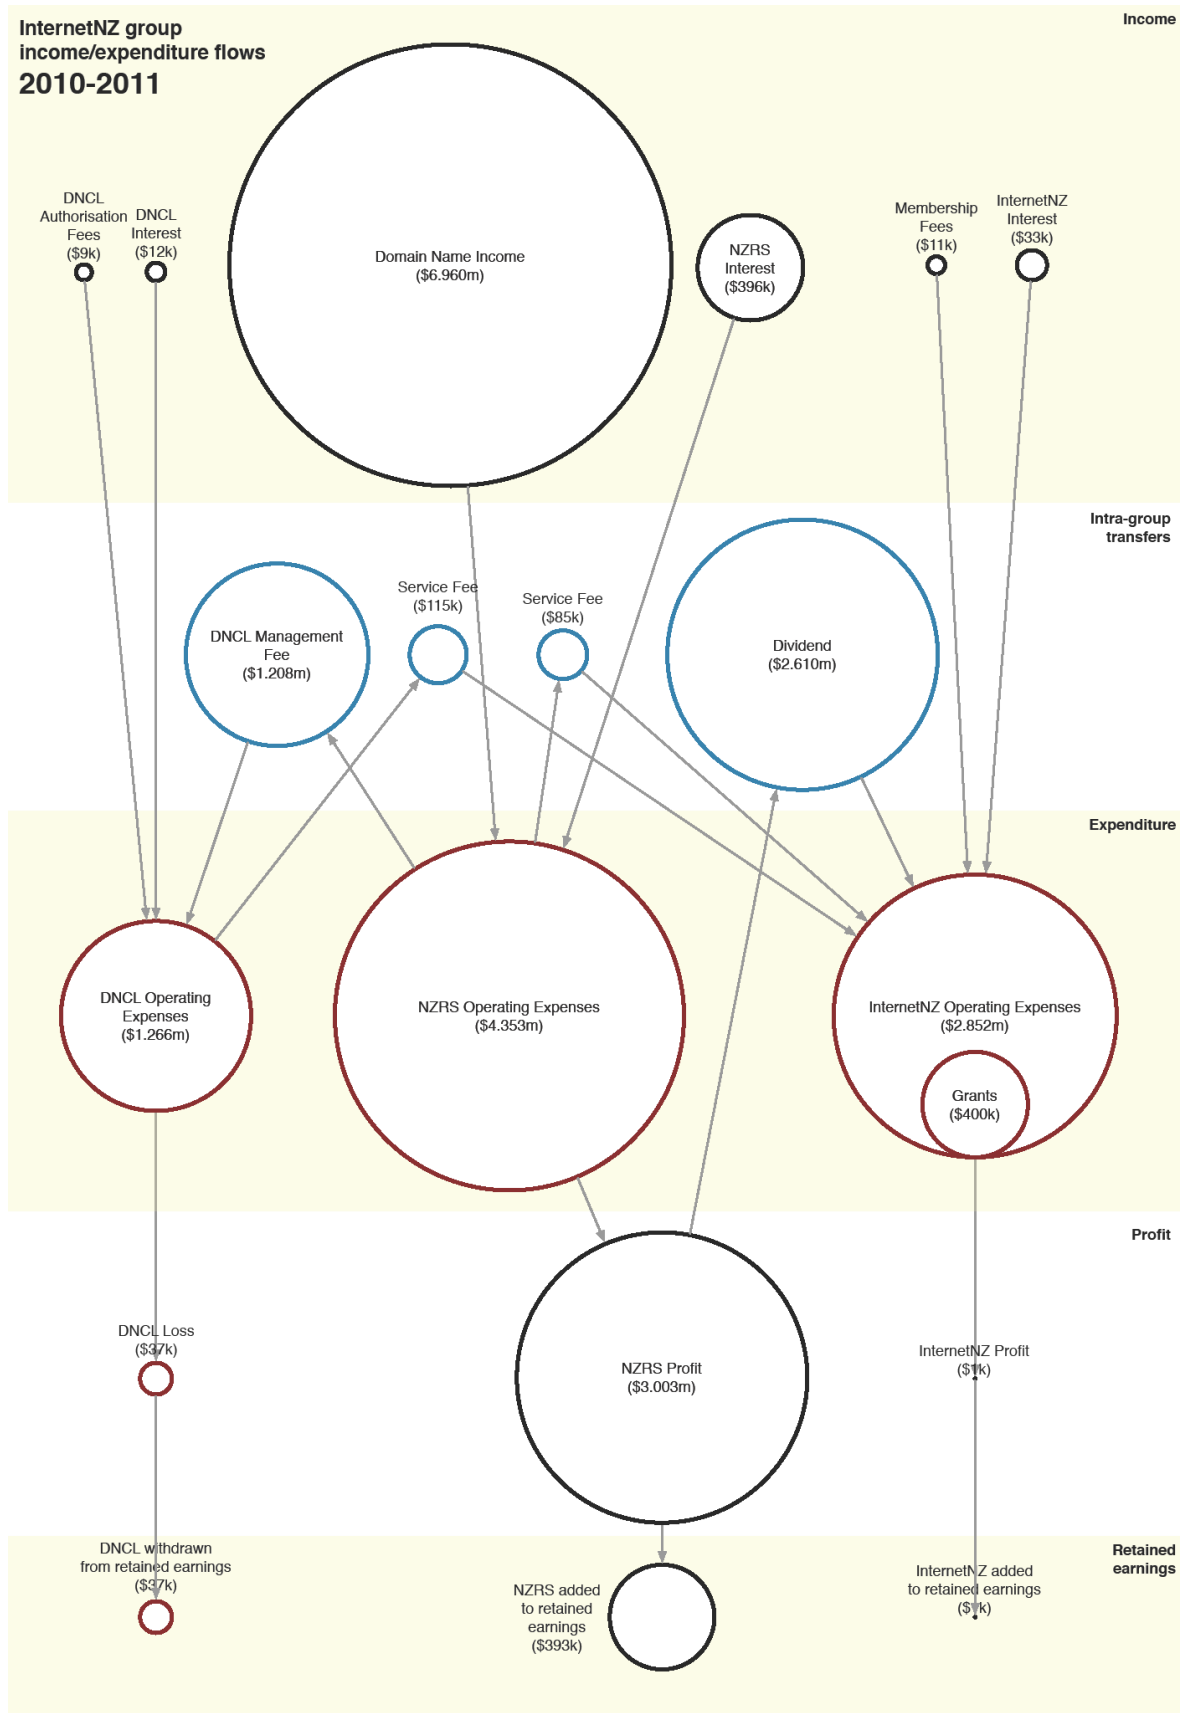 InternetNZ group
income/expenditure flows
2010-2011
Income
DNCL
Authorisation
Fees
($9k)
DNCL
Interest
($12k)
Domain Name Income
($6.960m)
NZRS
Interest
($396k)
Membership
Fees
($11k)
InternetNZ
Interest
($33k)
Intra-group
transfers
DNCL Management
Fee
($1.208m)
Service Fee
($115k)
Service Fee
($85k)
Dividend
($2.610m)
Expenditure
DNCL Operating
Expenses
($1.266m)
NZRS Operating Expenses
($4.353m)
InternetNZ Operating Expenses
($2.852m)
Grants
($400k)
Profit
DNCL Loss
($37k)
NZRS Profit
($3.003m)
InternetNZ Profit
($1k)
Retained
earnings
DNCL withdrawn
from retained earnings
($37k)
NZRS added
to retained
earnings
($393k)
InternetNZ added
to retained earnings
($1k)